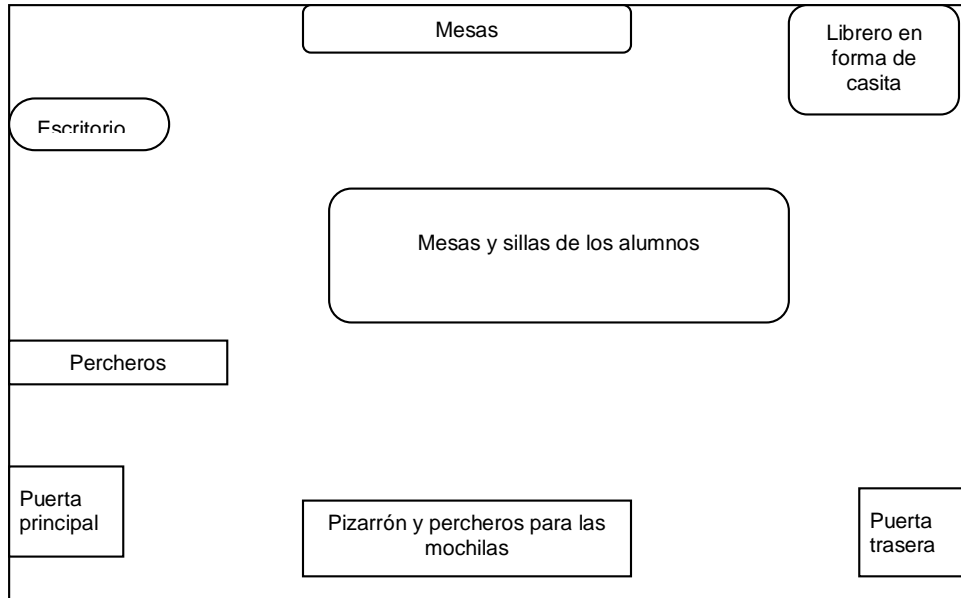 Mesas
Librero en
forma de
casita
Escritorio
Mesas y sillas de los alumnos
Percheros
Puerta
principal
Pizarrón y percheros para las
mochilas
Puerta
trasera